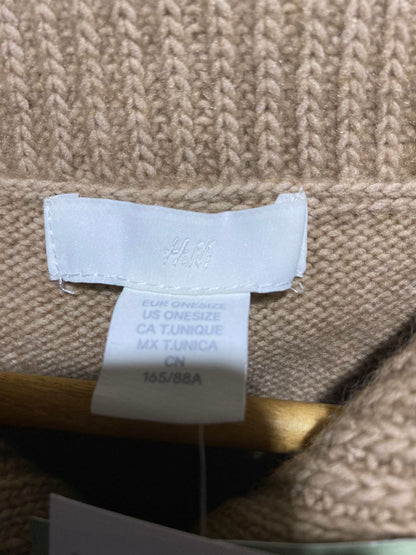 H&M
EUR ONESIZE
US ONESIZE
CA T.UNIQUE
MX T.UNICA
CN
165/88A